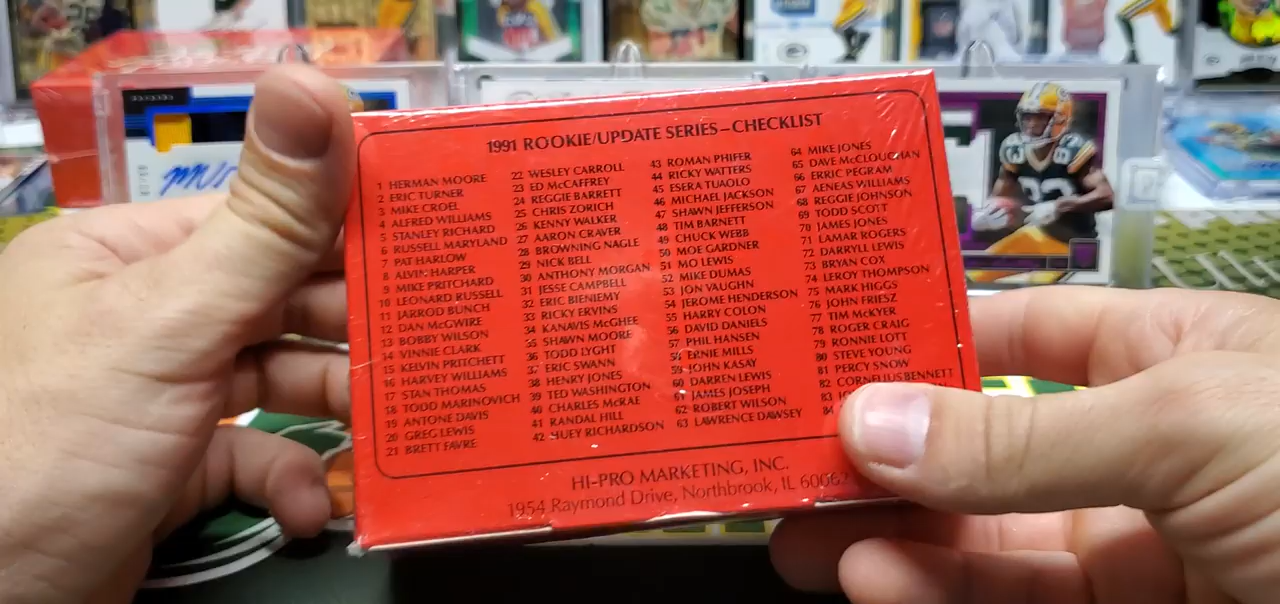 1991 ROOKIE/UPDATE SERIES – CHECKLIST
1 HERMAN MOORE
2 ERIC TURNER
3 MIKE CROEL
4 ALFRED WILLIAMS
5 STANLEY RICHARD
6 RUSSELL MARYLAND
7 PAT HARLOW
8 ALVIN HARPER
9 MIKE PRITCHARD
10 LEONARD RUSSELL
11 JARROD BUNCH
12 DAN McGWIRE
13 BOBBY WILSON
14 VINNIE CLARK
15 KELVIN PRITCHETT
16 HARVEY WILLIAMS
17 STAN THOMAS
18 TODD MARINOVICH
19 ANTONE DAVIS
20 GREG LEWIS
21 BRETT FAVRE
22 WESLEY CARROLL
23 ED McCAFFREY
24 REGGIE BARRETT
25 CHRIS ZORICH
26 KENNY WALKER
27 AARON CRAVER
28 BROWNING NAGLE
29 NICK BELL
30 ANTHONY MORGAN
31 JESSE CAMPBELL
32 ERIC BIENIEMY
33 RICKY ERVINS
34 KANAVIS McGHEE
35 SHAWN MOORE
36 TODD LYGHT
37 ERIC SWANN
38 HENRY JONES
39 TED WASHINGTON
40 CHARLES McRAE
41 RANDAL HILL
42 HUEY RICHARDSON
43 ROMAN PHIFER
44 RICKY WATTERS
45 ESERA TUAOLO
46 MICHAEL JACKSON
47 SHAWN JEFFERSON
48 TIM BARNETT
49 CHUCK WEBB
50 MOE GARDNER
51 MO LEWIS
52 MIKE DUMAS
53 JON VAUGHN
54 JEROME HENDERSON
55 HARRY COLON
56 DAVID DANIELS
57 PHIL HANSEN
58 ERNIE MILLS
59 JOHN KASAY
60 DARREN LEWIS
61 JAMES JOSEPH
62 ROBERT WILSON
63 LAWRENCE DAWSEY
64 MIKE JONES
65 DAVE McCLOUGHAN
66 ERRIC PEGRAM
67 AENEAS WILLIAMS
68 REGGIE JOHNSON
69 TODD SCOTT
70 JAMES JONES
71 LAMAR ROGERS
72 DARRYLL LEWIS
73 BRYAN COX
74 LEROY THOMPSON
75 MARK HIGGS
76 JOHN FRIESZ
77 TIM McKYER
78 ROGER CRAIG
79 RONNIE LOTT
80 STEVE YOUNG
81 PERCY SNOW
82 CORNELIUS BENNETT
83
84
HI-PRO MARKETING, INC.
1954 Raymond Drive, Northbrook, IL 60062